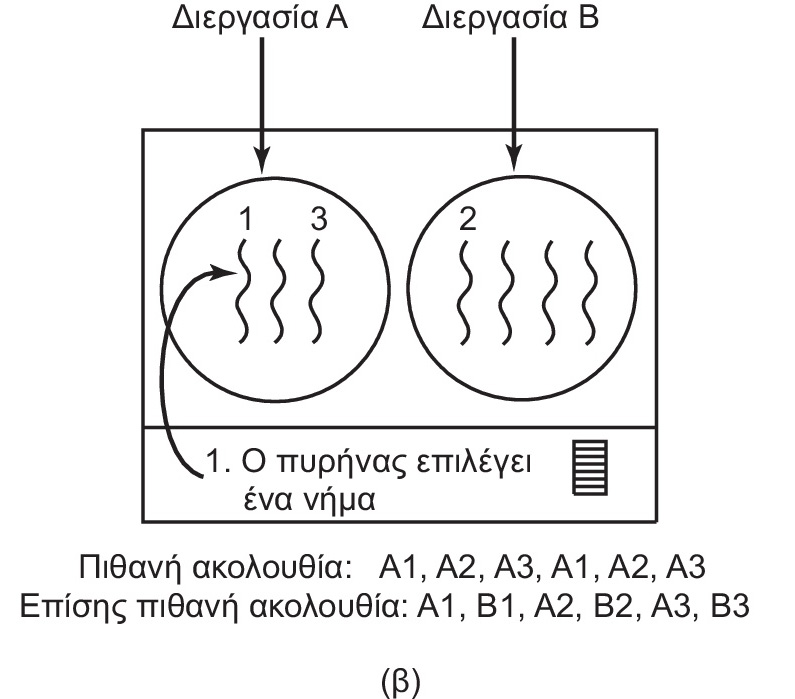 Διεργασία Α Διεργασία Β
1 3 2
1. Ο πυρήνας επιλέγει
ένα νήμα
Πιθανή ακολουθία: A1, A2, A3, A1, A2, A3
Επίσης πιθανή ακολουθία: A1, B1, A2, B2, A3, B3
(β)